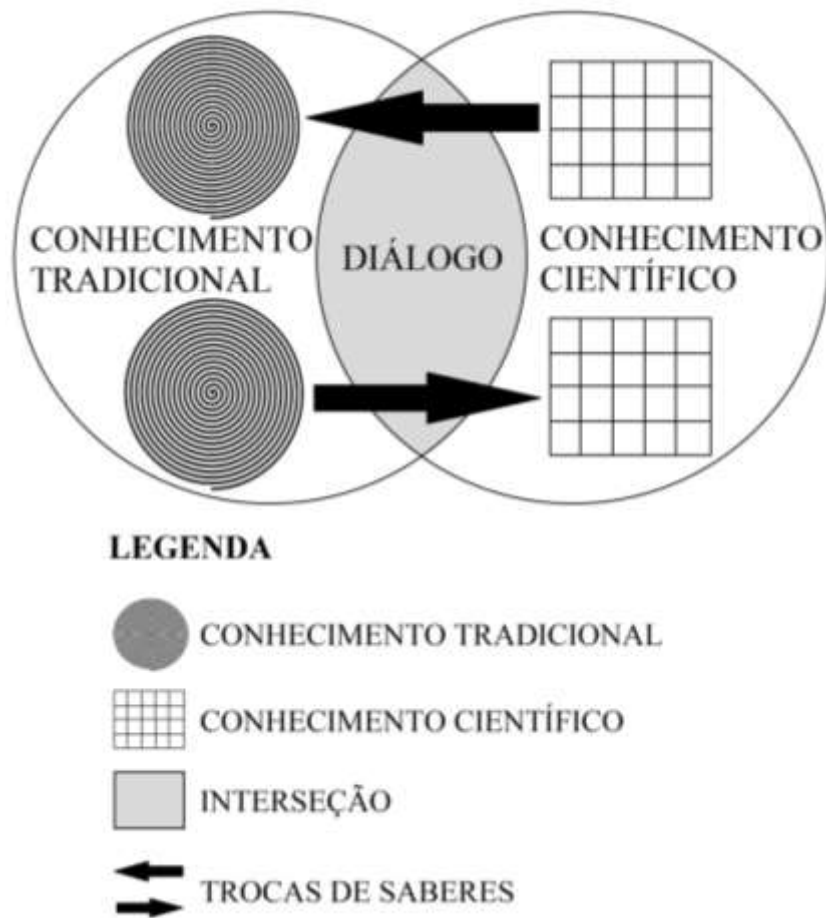 CONHECIMENTO
TRADICIONAL
DIÁLOGO
CONHECIMENTO
CIENTÍFICO
LEGENDA
CONHECIMENTO TRADICIONAL
CONHECIMENTO CIENTÍFICO
INTERSEÇÃO
TROCAS DE SABERES